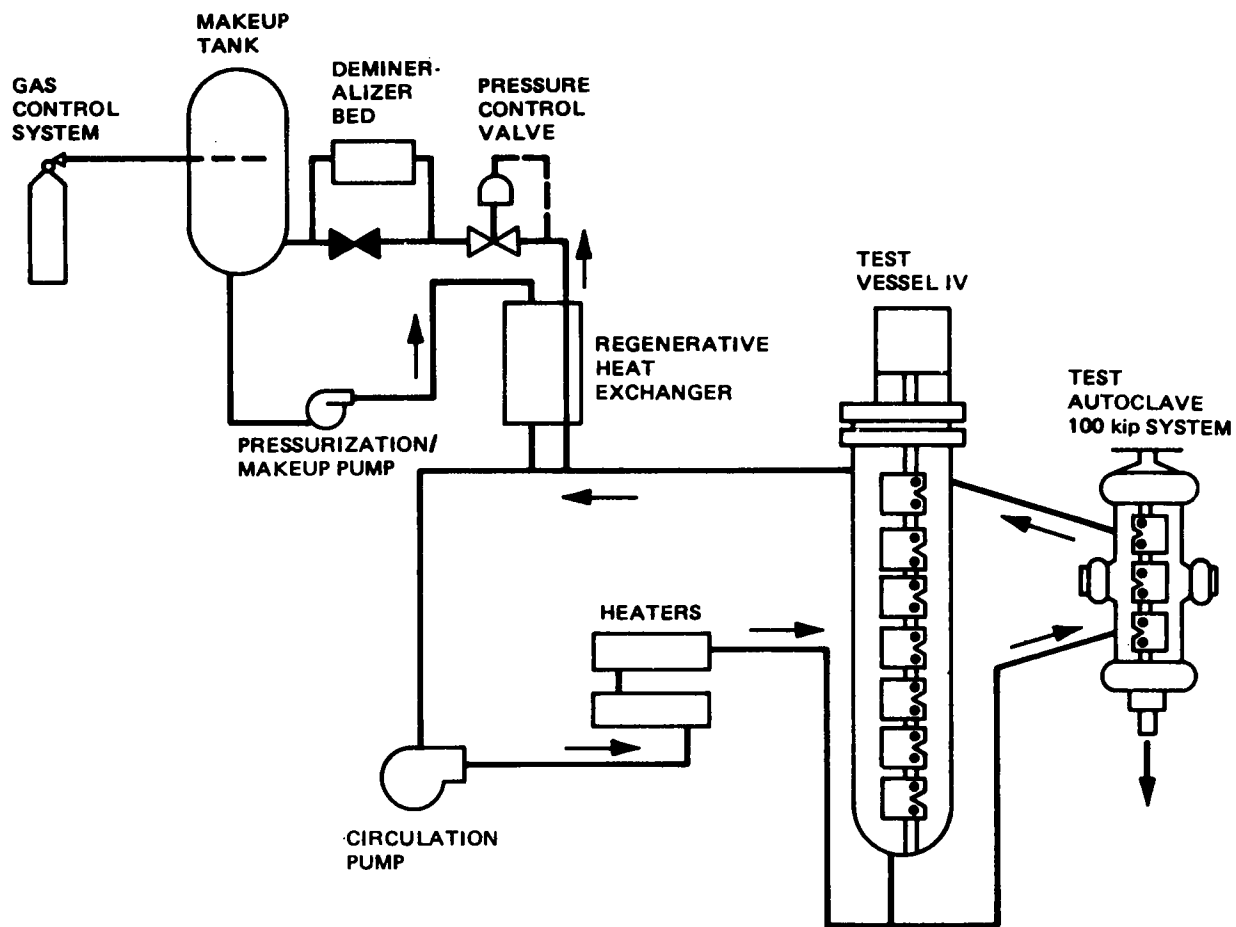 MAKEUP
TANK
GAS
CONTROL
SYSTEM
DEMINER-
ALIZER
BED
PRESSURE
CONTROL
VALVE
TEST
VESSEL IV
REGENERATIVE
HEAT
EXCHANGER
TEST
AUTOCLAVE
100 kip SYSTEM
PRESSURIZATION/
MAKEUP PUMP
HEATERS
CIRCULATION
PUMP